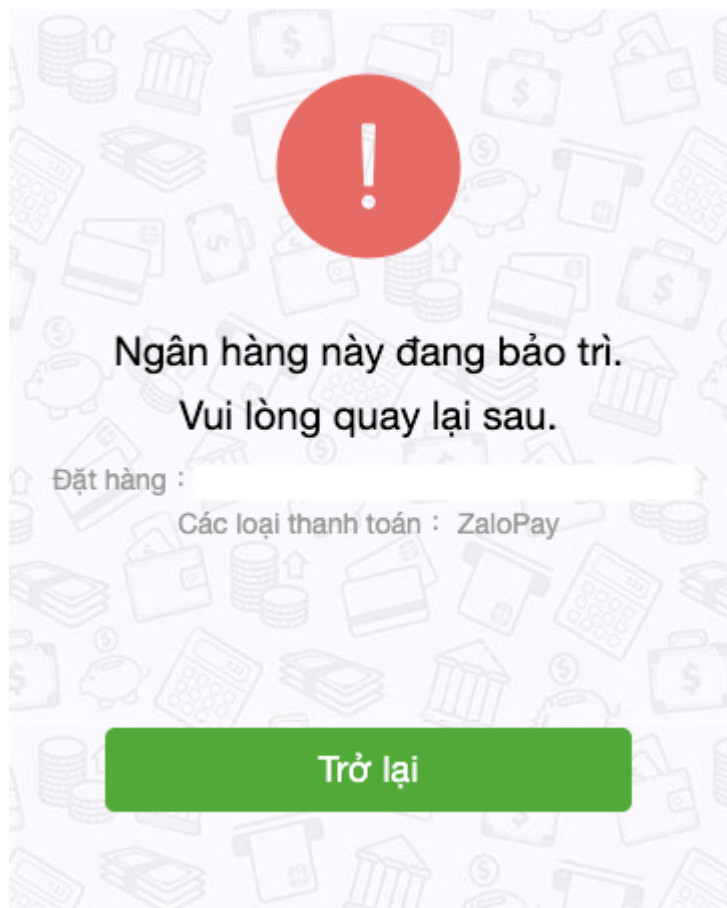 Ngân hàng này đang bảo trì.
Vui lòng quay lại sau.
Đặt hàng：
Các loại thanh toán： ZaloPay
Trở lại